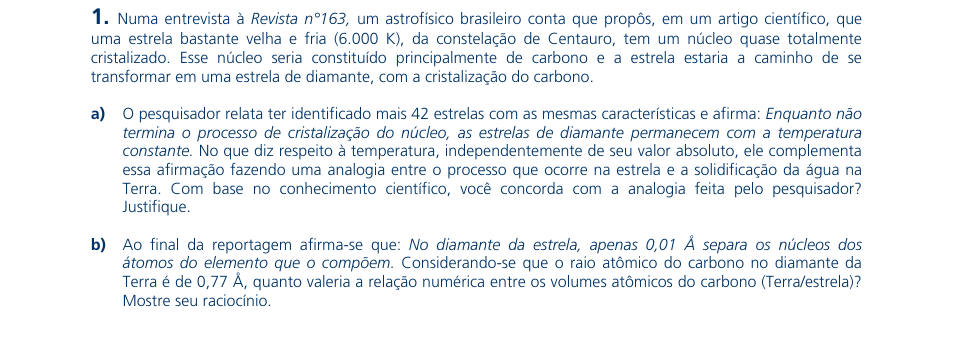 1. Numa entrevista à Revista n°163, um astrofísico brasileiro conta que propôs, em um artigo científico, que
uma estrela bastante velha e fria (6.000 K), da constelação de Centauro, tem um núcleo quase totalmente
cristalizado. Esse núcleo seria constituído principalmente de carbono e a estrela estaria a caminho de se
transformar em uma estrela de diamante, com a cristalização do carbono.
a) O pesquisador relata ter identificado mais 42 estrelas com as mesmas características e afirma: Enquanto não
termina o processo de cristalização do núcleo, as estrelas de diamante permanecem com a temperatura
constante. No que diz respeito à temperatura, independentemente de seu valor absoluto, ele complementa
essa afirmação fazendo uma analogia entre o processo que ocorre na estrela e a solidificação da água na
Terra. Com base no conhecimento científico, você concorda com a analogia feita pelo pesquisador?
Justifique.
b) Ao final da reportagem afirma-se que: No diamante da estrela, apenas 0,01 Å separa os núcleos dos
átomos do elemento que o compõem. Considerando-se que o raio atômico do carbono no diamante da
Terra é de 0,77 Å, quanto valeria a relação numérica entre os volumes atômicos do carbono (Terra/estrela)?
Mostre seu raciocínio.